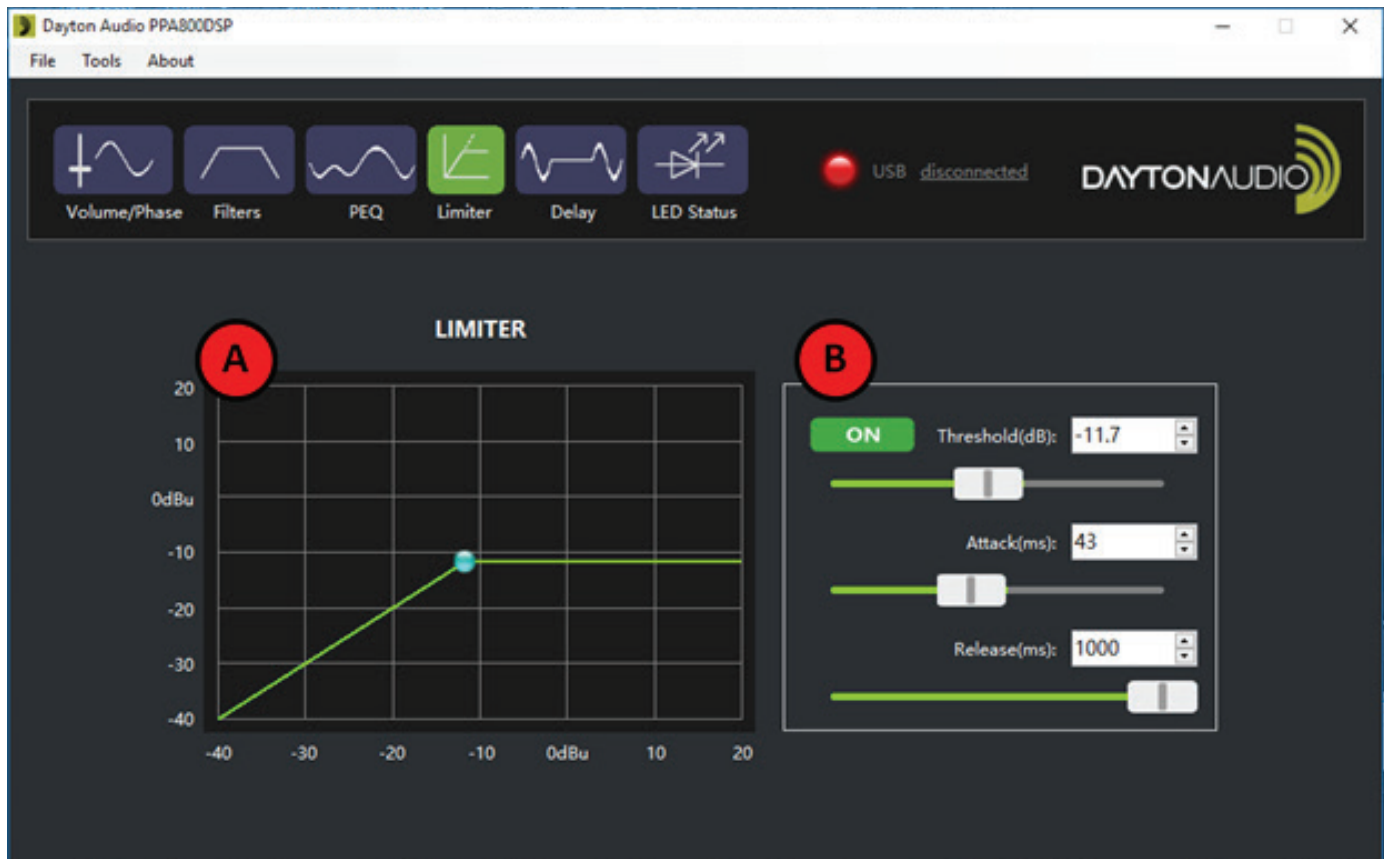 Dayton Audio PPA800DSP
File Tools About
Volume/Phase Filters PEQ Limiter Delay LED Status
USB disconnected
DAYTONAUDIO
LIMITER
A
20
10
0dBu
-10
-20
-30
-40
-40 -30 -20 -10 0dBu 10 20
B
ON Threshold(dB): -11.7
Attack(ms): 43
Release(ms): 1000